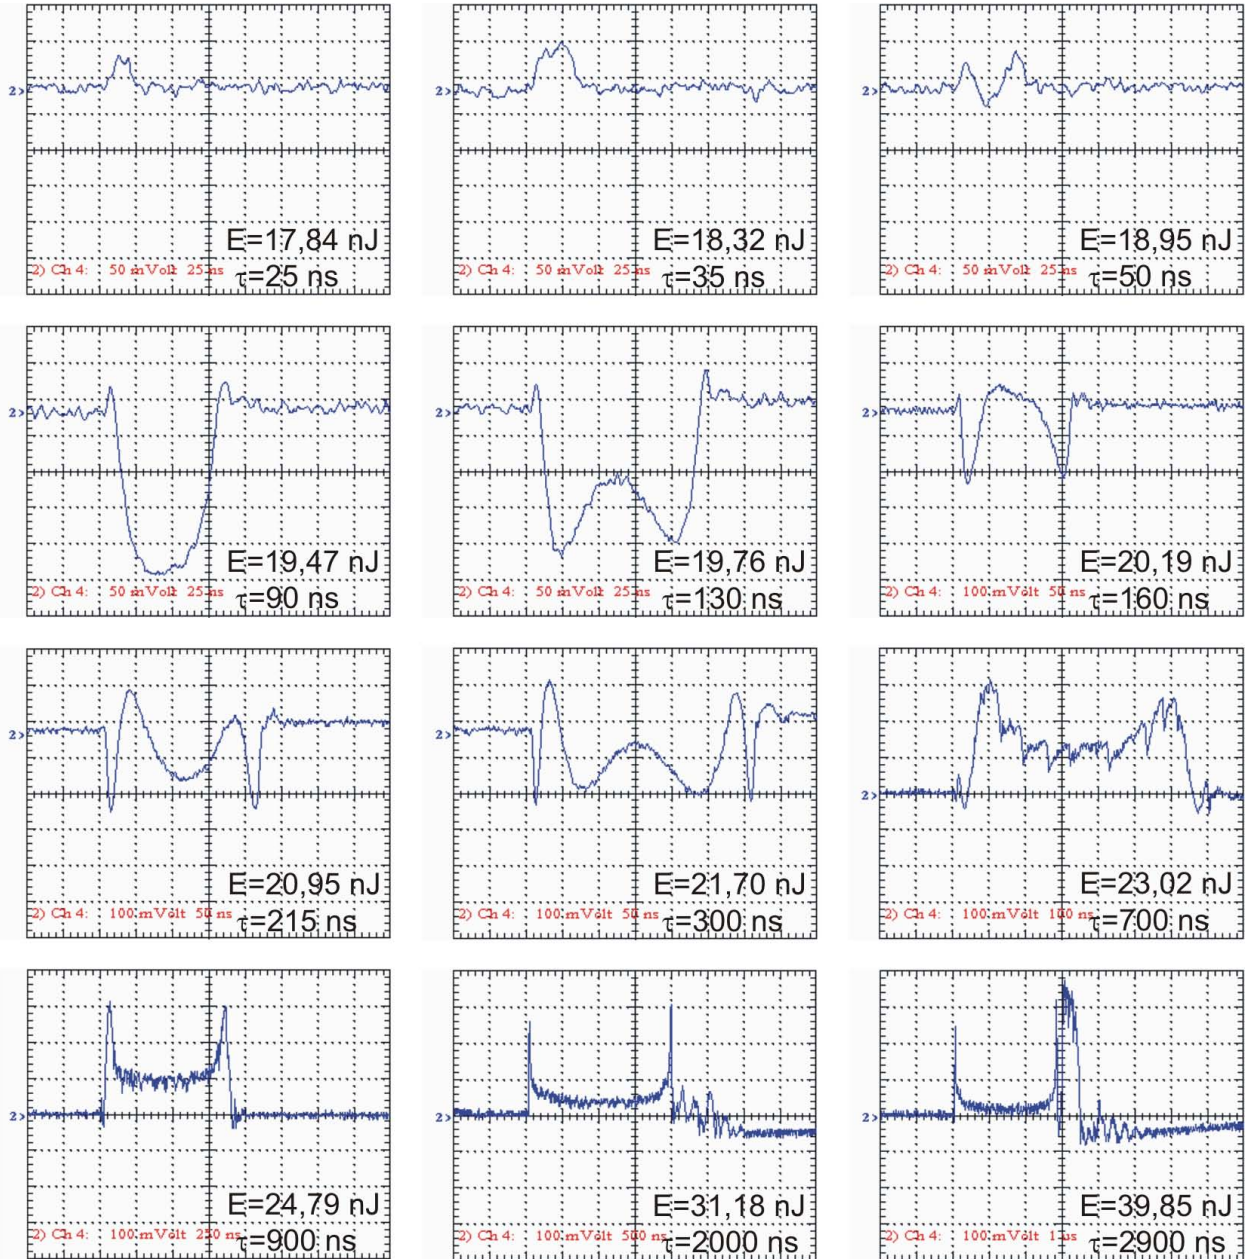 2>
E=17,84 nJ
2) Ch 4: 50 mVolt 25 ns
τ=25 ns
2>
E=18,32 nJ
2) Ch 4: 50 mVolt 25 ns
τ=35 ns
2>
E=18,95 nJ
2) Ch 4: 50 mVolt 25 ns
τ=50 ns
2>
E=19,47 nJ
2) Ch 4: 50 mVolt 25 ns
τ=90 ns
2>
E=19,76 nJ
2) Ch 4: 50 mVolt 25 ns
τ=130 ns
2>
E=20,19 nJ
2) Ch 4: 100 mVolt 50 ns
τ=160 ns
2>
E=20,95 nJ
2) Ch 4: 100 mVolt 50 ns
τ=215 ns
2>
E=21,70 nJ
2) Ch 4: 100 mVolt 50 ns
τ=300 ns
2>
E=23,02 nJ
2) Ch 4: 100 mVolt 100 ns
τ=700 ns
2>
E=24,79 nJ
2) Ch 4: 100 mVolt 250 ns
τ=900 ns
2>
E=31,18 nJ
2) Ch 4: 100 mVolt 500 ns
τ=2000 ns
2>
E=39,85 nJ
2) Ch 4: 100 mVolt 1 us
τ=2900 ns